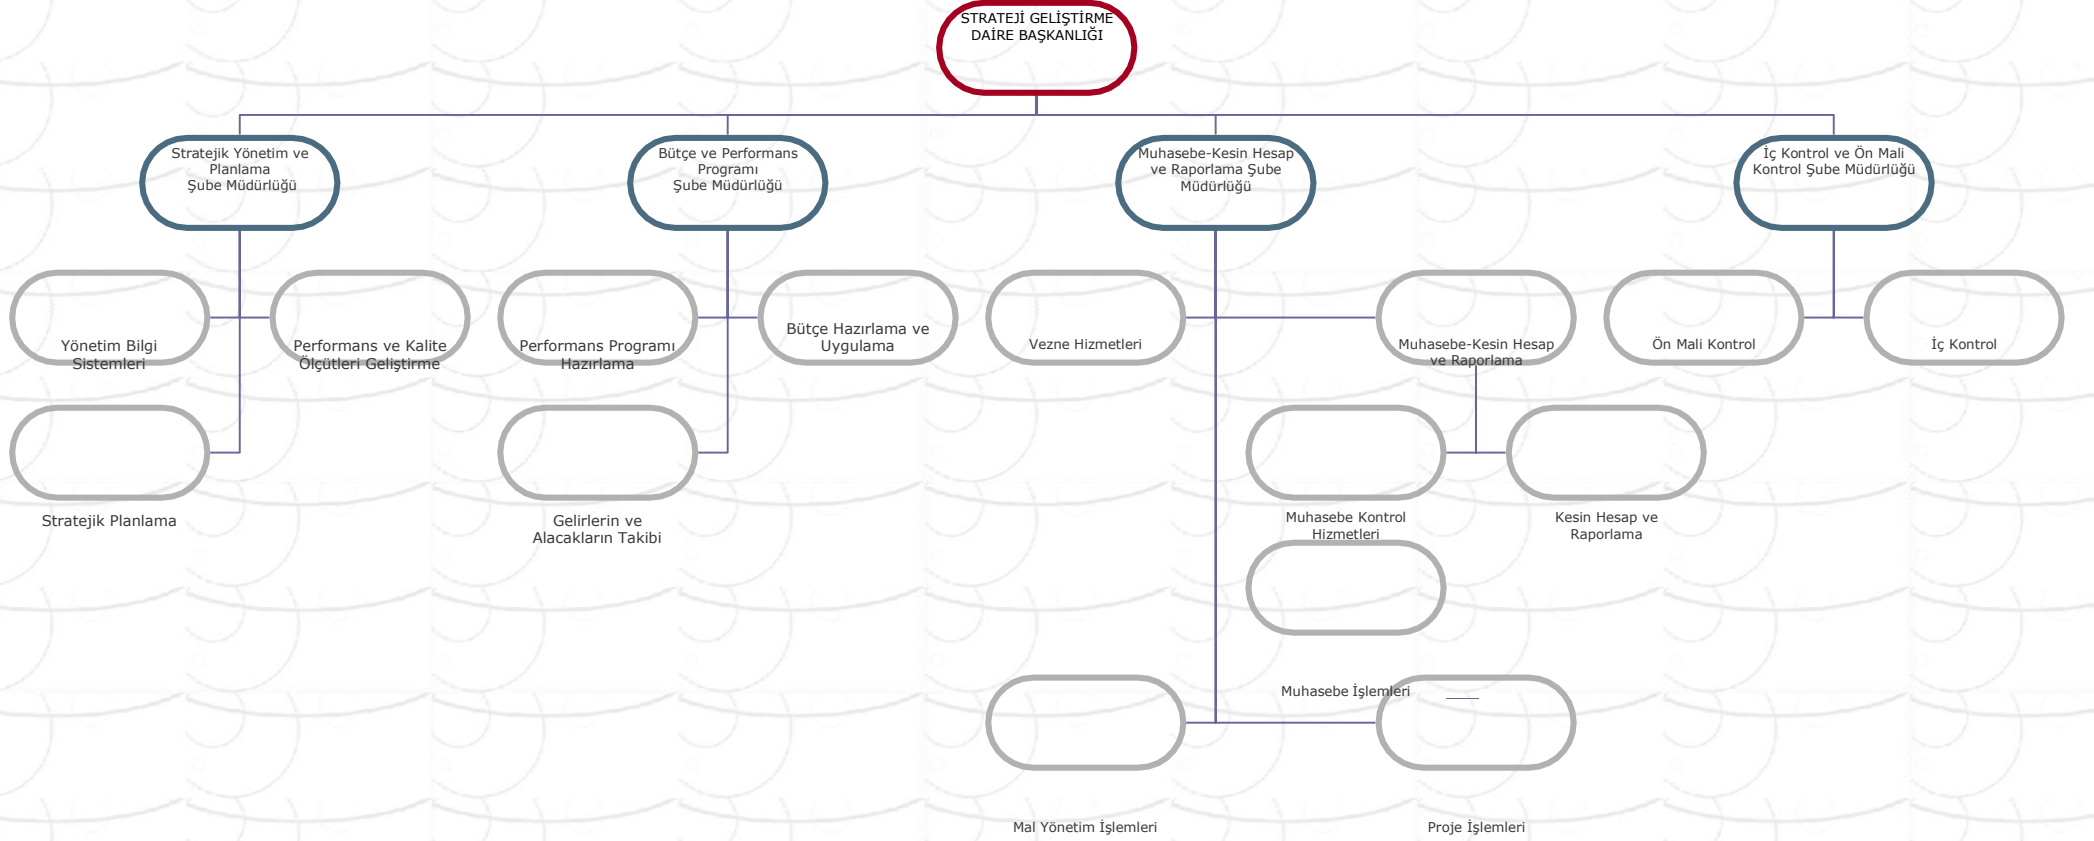 STRATEJİ GELİŞTİRME
DAİRE BAŞKANLIĞI
Stratejik Yönetim ve
Planlama
Şube Müdürlüğü
Bütçe ve Performans
Programı
Şube Müdürlüğü
Muhasebe-Kesin Hesap
ve Raporlama Şube
Müdürlüğü
İç Kontrol ve Ön Mali
Kontrol Şube Müdürlüğü
Yönetim Bilgi
Sistemleri
Performans ve Kalite
Ölçütleri Geliştirme
Performans Programı
Hazırlama
Bütçe Hazırlama ve
Uygulama
Vezne Hizmetleri
Muhasebe-Kesin Hesap
ve Raporlama
Ön Mali Kontrol
İç Kontrol
Stratejik Planlama
Gelirlerin ve
Alacakların Takibi
Muhasebe Kontrol
Hizmetleri
Kesin Hesap ve
Raporlama
Muhasebe İşlemleri
Mal Yönetim İşlemleri
Proje İşlemleri